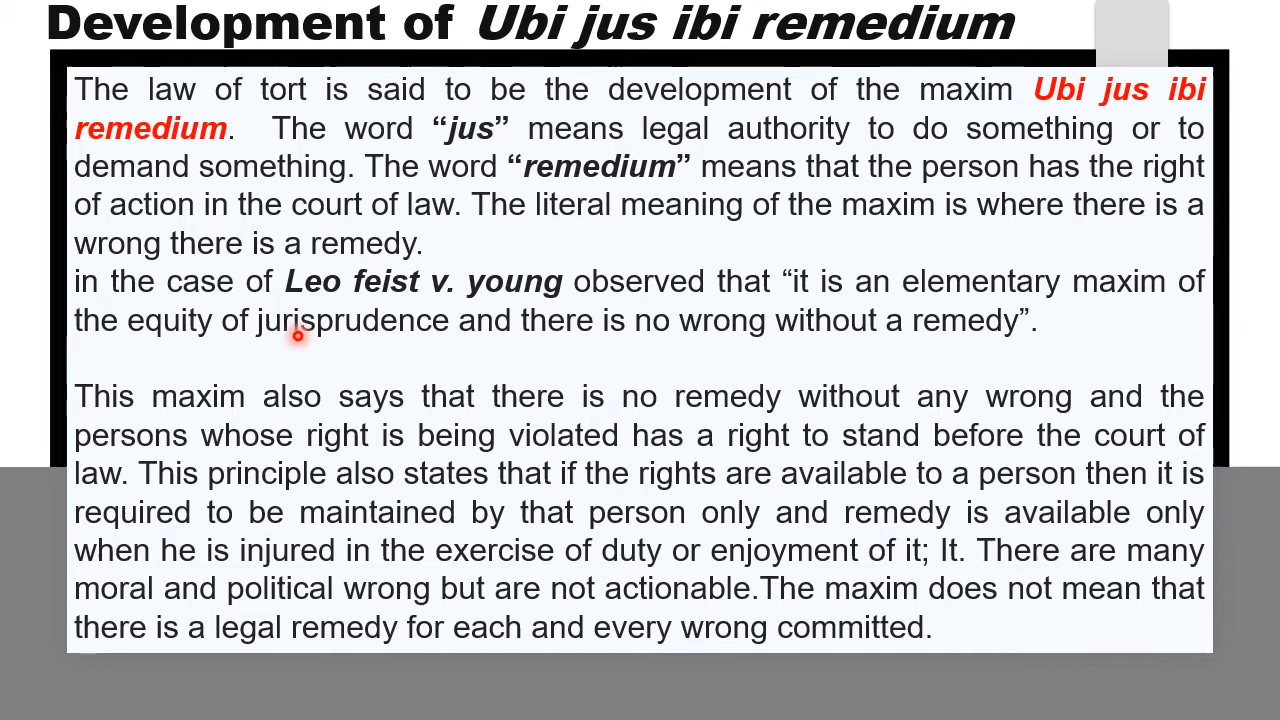 Development of Ubi jus ibi remedium
The law of tort is said to be the development of the maxim Ubi jus ibi
remedium. The word “jus” means legal authority to do something or to
demand something. The word “remedium” means that the person has the right
of action in the court of law. The literal meaning of the maxim is where there is a
wrong there is a remedy.
in the case of Leo feist v. young observed that “it is an elementary maxim of
the equity of jurisprudence and there is no wrong without a remedy”.
This maxim also says that there is no remedy without any wrong and the
persons whose right is being violated has a right to stand before the court of
law. This principle also states that if the rights are available to a person then it is
required to be maintained by that person only and remedy is available only
when he is injured in the exercise of duty or enjoyment of it; It. There are many
moral and political wrong but are not actionable.The maxim does not mean that
there is a legal remedy for each and every wrong committed.